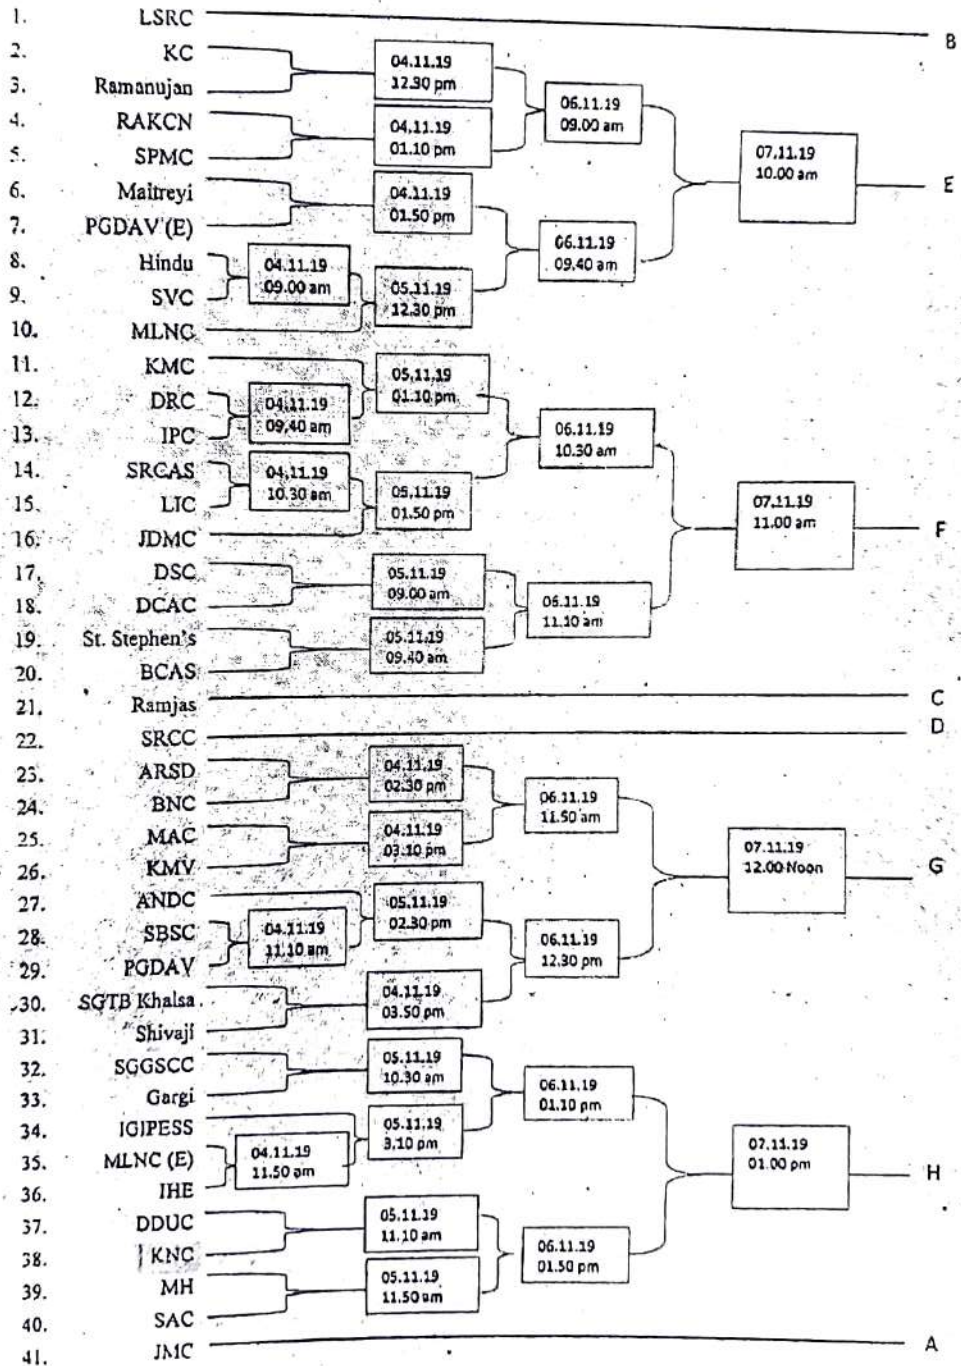 1. LSRC
B
2. KC
3. Ramanujan
04.11.19
12.30 pm
4. RAKCN
5. SPMC
04.11.19
01.10 pm
06.11.19
09.00 am
6. Maitreyi
7. PGDAV (E)
04.11.19
01.50 pm
07.11.19
10.00 am
E
8. Hindu
9. SVC
04.11.19
09.00 am
10. MLNC
05.11.19
12.30 pm
06.11.19
09.40 am
11. KMC
12. DRC
13. IPC
04.11.19
09.40 am
05.11.19
01.10 pm
14. SRCAS
15. LIC
04.11.19
10.30 am
16. JDMC
05.11.19
01.50 pm
06.11.19
10.30 am
07.11.19
11.00 am
F
17. DSC
18. DCAC
05.11.19
09.00 am
19. St. Stephen's
20. BCAS
05.11.19
09.40 am
06.11.19
11.10 am
21. Ramjas
C
22. SRCC
D
23. ARSD
24. BNC
04.11.19
02.30 pm
25. MAC
26. KMV
04.11.19
03.10 pm
06.11.19
11.50 am
27. ANDC
28. SBSC
29. PGDAV
04.11.19
11.10 am
05.11.19
02.30 pm
07.11.19
12.00 Noon
G
30. SGTB Khalsa
31. Shivaji
04.11.19
03.50 pm
06.11.19
12.30 pm
32. SGGSCC
33. Gargi
05.11.19
10.30 am
34. IGIPESS
35. MLNC (E)
36. IHE
04.11.19
11.50 am
05.11.19
3.10 pm
06.11.19
01.10 pm
07.11.19
01.00 pm
H
37. DDUC
38. KNC
05.11.19
11.10 am
39. MH
40. SAC
05.11.19
11.50 am
06.11.19
01.50 pm
41. JMC
A